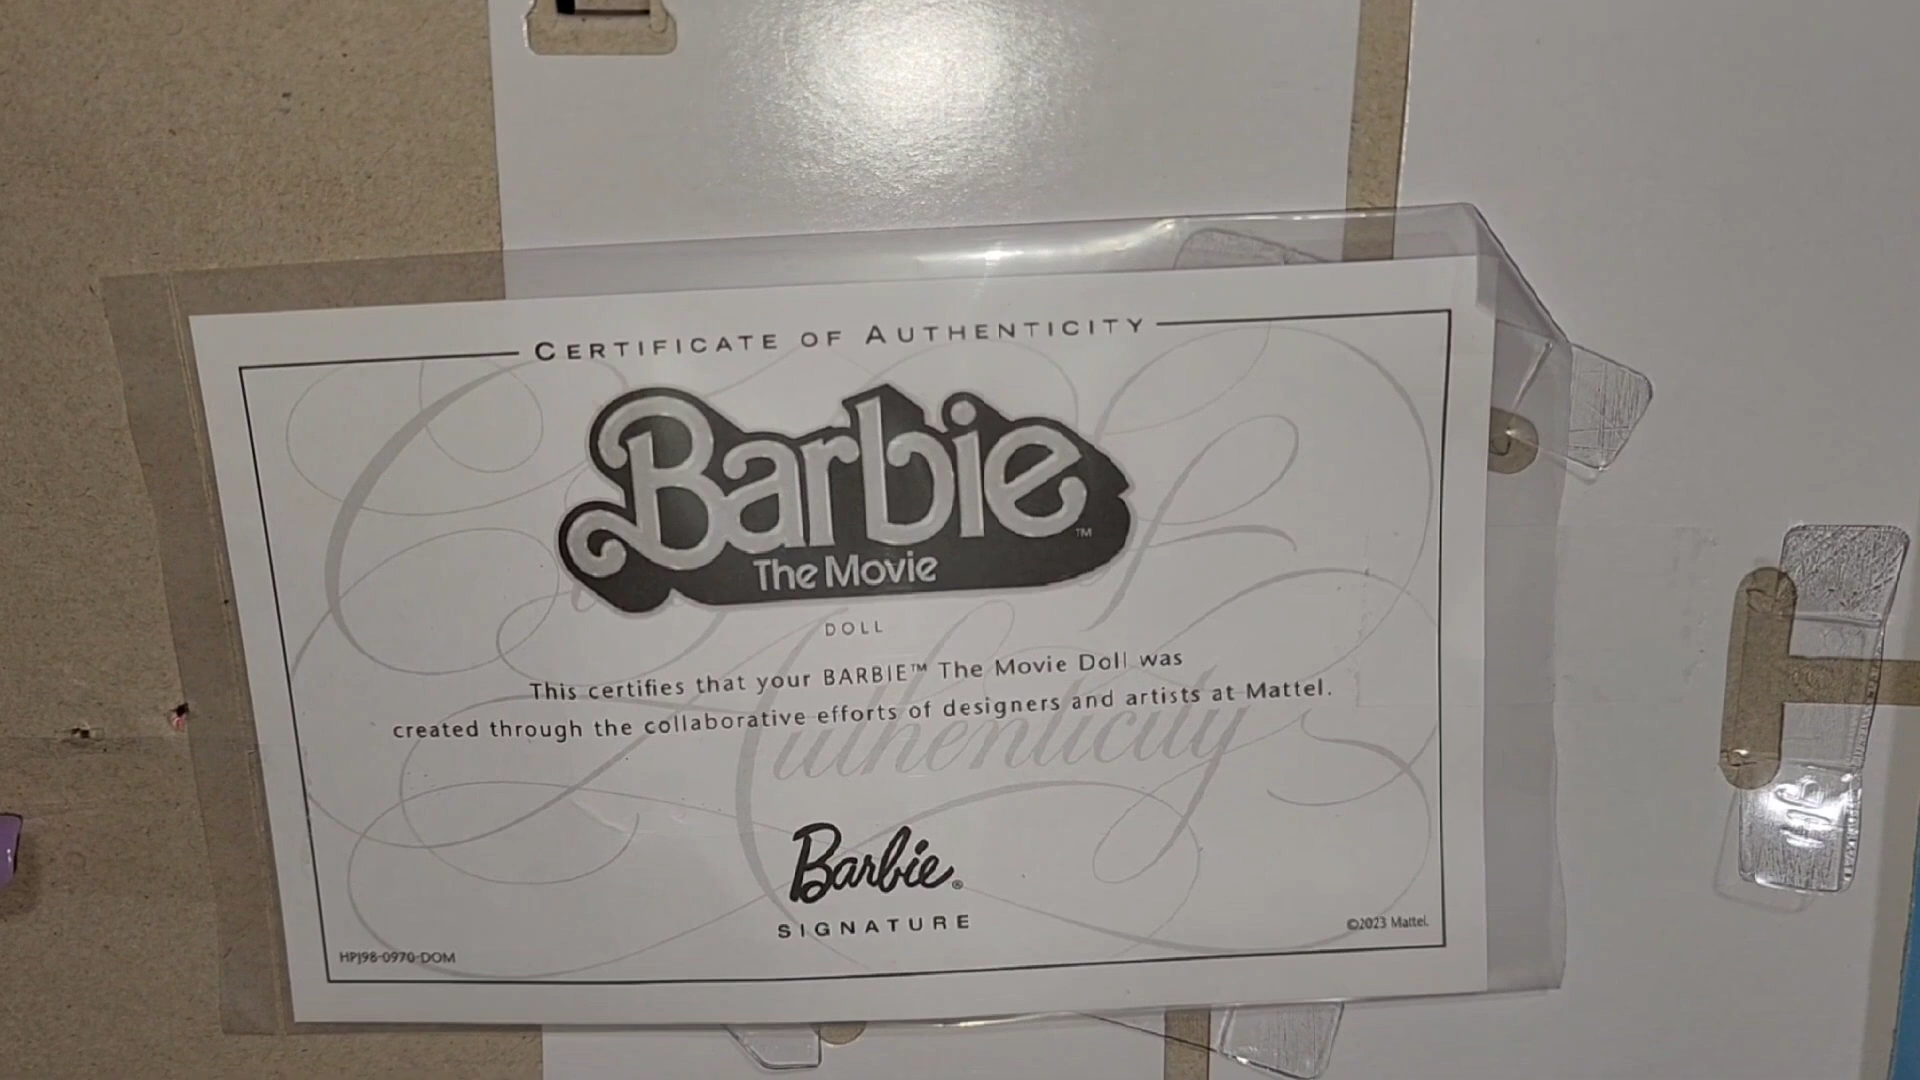 CERTIFICATE OF AUTHENTICITY
Barbie™
The Movie
DOLL
This certifies that your BARBIE™ The Movie Doll was
created through the collaborative efforts of designers and artists at Mattel.
Authenticity
Barbie®
SIGNATURE
©2023 Mattel.
HPJ98-0970-DOM